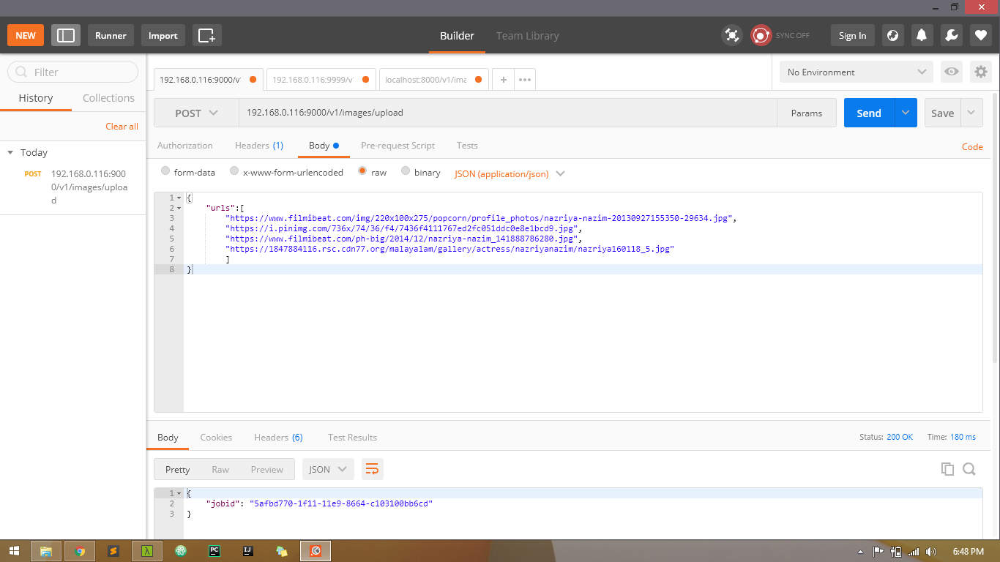 NEW
Runner
Import
Builder
Team Library
SYNC OFF
Sign In
Filter
History
Collections
Clear all
Today
POST
192.168.0.116:900
0/v1/images/uploa
d
192.168.0.116:9000/v
192.168.0.116:9999/v
localhost:8000/v1/ima
+
No Environment
POST
192.168.0.116:9000/v1/images/upload
Params
Send
Save
Authorization
Headers (1)
Body
Pre-request Script
Tests
Code
form-data
x-www-form-urlencoded
raw
binary
JSON (application/json)
1 {
2 "urls":[
3 "https://www.filmibeat.com/img/220x100x275/popcorn/profile_photos/nazriya-nazim-20130927155350-29634.jpg",
4 "https://i.pinimg.com/736x/74/36/f4/7436f4111767ed2fc051ddc0e8e1bcd9.jpg",
5 "https://www.filmibeat.com/ph-big/2014/12/nazriya-nazim_141888786280.jpg",
6 "https://1847884116.rsc.cdn77.org/malayalam/gallery/actress/nazriyanazim/nazriya160118_5.jpg"
7 ]
8 }
Body
Cookies
Headers (6)
Test Results
Status: 200 OK
Time: 180 ms
Pretty
Raw
Preview
JSON
1 {
2 "jobid": "5afbd770-1f11-11e9-8664-c103100bb6cd"
3 }
PC
IJ
6:48 PM